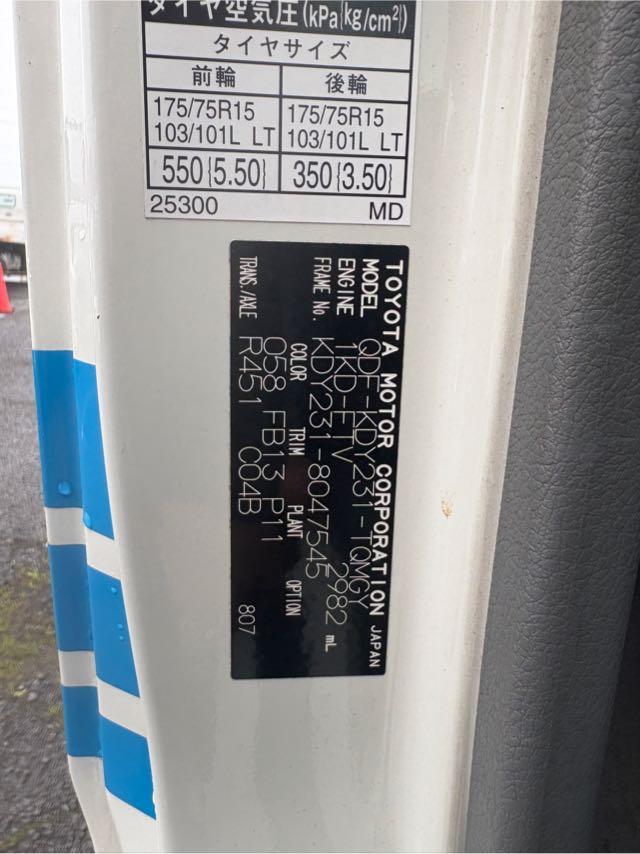 タイヤ空気圧(kPa{kg/cm²})
タイヤサイズ
前輪 後輪
175/75R15 175/75R15
103/101L LT 103/101L LT
550{5.50} 350{3.50}
25300 MD
TOYOTA MOTOR CORPORATION JAPAN
MODEL QDF-KDY231-TQMGY
ENGINE 1KD-FTV 2982 mL
FRAME No. KDY231-8047545
COLOR TRIM PLANT OPTION
058 FB13 P11
TRANS./AXLE R451 C04B 807